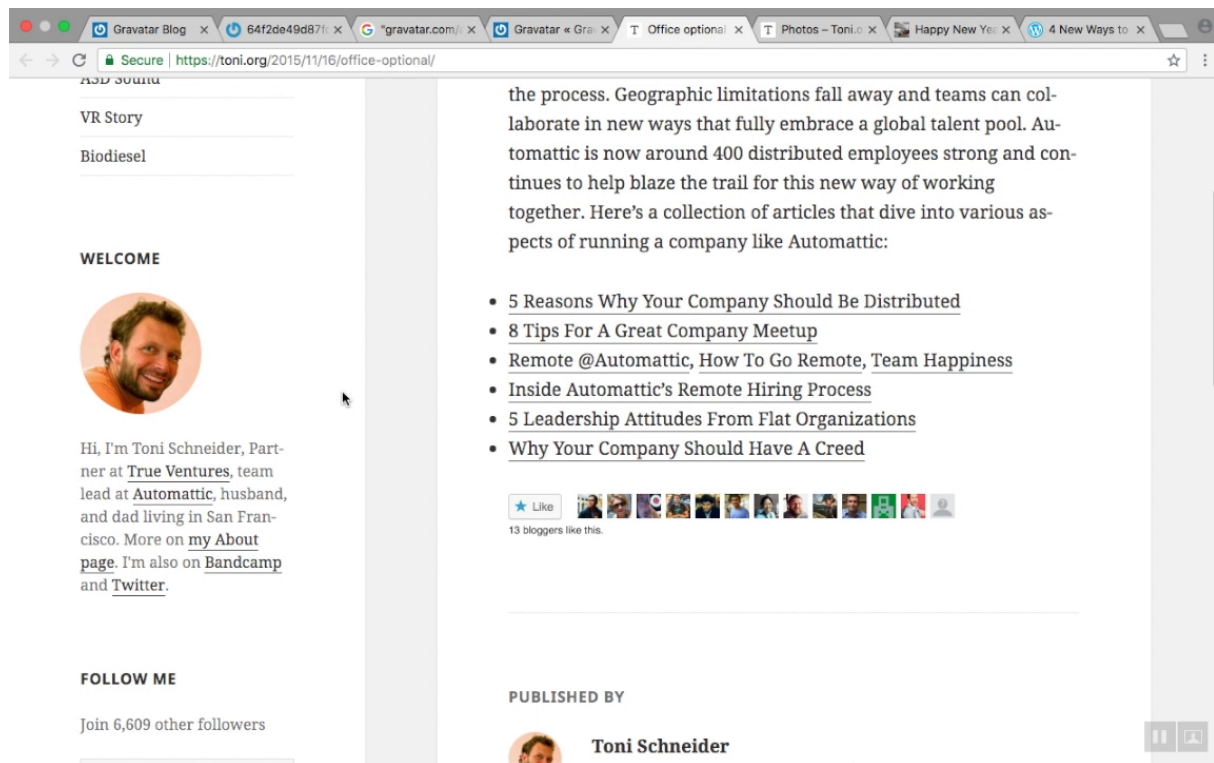 Gravatar Blog
64f2de49d87f
"gravatar.com/
Gravatar « Gra
Office optional
Photos – Toni.o
Happy New Yea
4 New Ways to
Secure
https://toni.org/2015/11/16/office-optional/
ASD Sound
VR Story
Biodiesel
WELCOME
Hi, I'm Toni Schneider, Part-
ner at True Ventures, team
lead at Automattic, husband,
and dad living in San Fran-
cisco. More on my About
page. I'm also on Bandcamp
and Twitter.
FOLLOW ME
Join 6,609 other followers
the process. Geographic limitations fall away and teams can col-
laborate in new ways that fully embrace a global talent pool. Au-
tomattic is now around 400 distributed employees strong and con-
tinues to help blaze the trail for this new way of working
together. Here’s a collection of articles that dive into various as-
pects of running a company like Automattic:
5 Reasons Why Your Company Should Be Distributed
8 Tips For A Great Company Meetup
Remote @Automattic, How To Go Remote, Team Happiness
Inside Automattic’s Remote Hiring Process
5 Leadership Attitudes From Flat Organizations
Why Your Company Should Have A Creed
Like
13 bloggers like this.
PUBLISHED BY
Toni Schneider